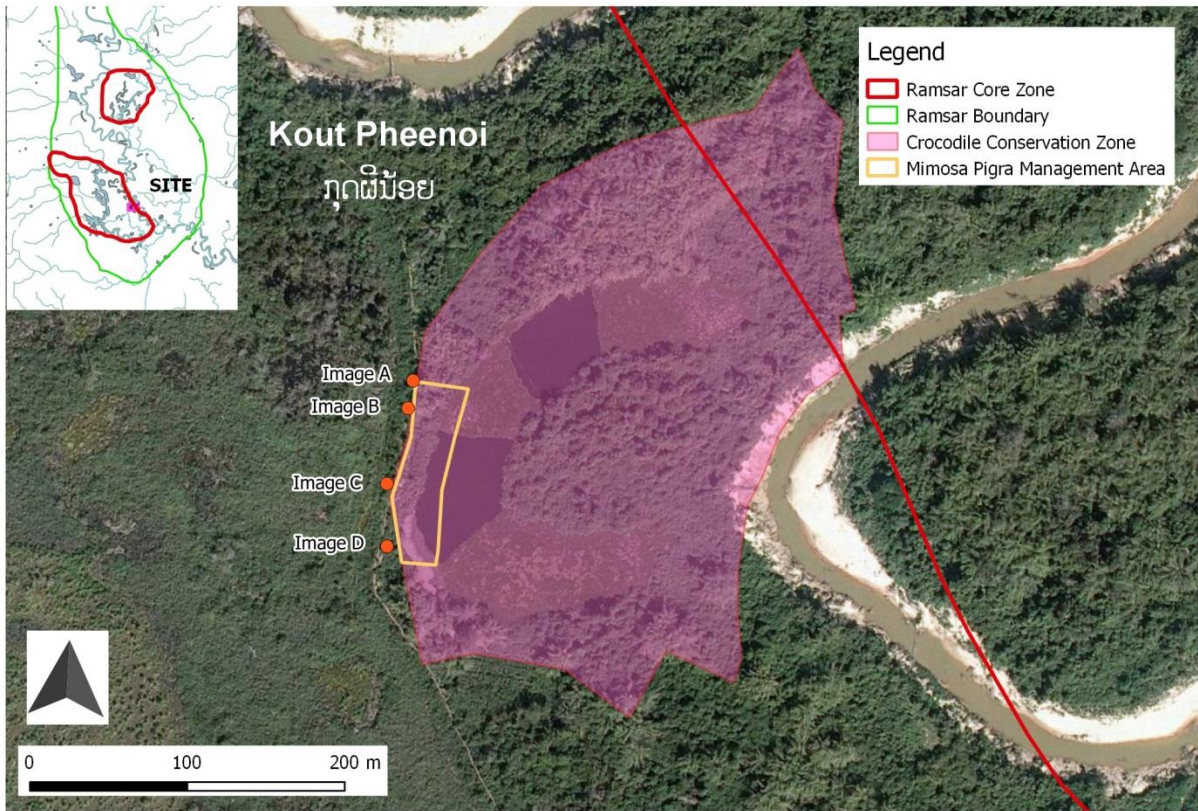 SITE
Kout Pheenoi
ກຸດຜີນ້ອຍ
Legend
Ramsar Core Zone
Ramsar Boundary
Crocodile Conservation Zone
Mimosa Pigra Management Area
Image A
Image B
Image C
Image D
0 100 200 m